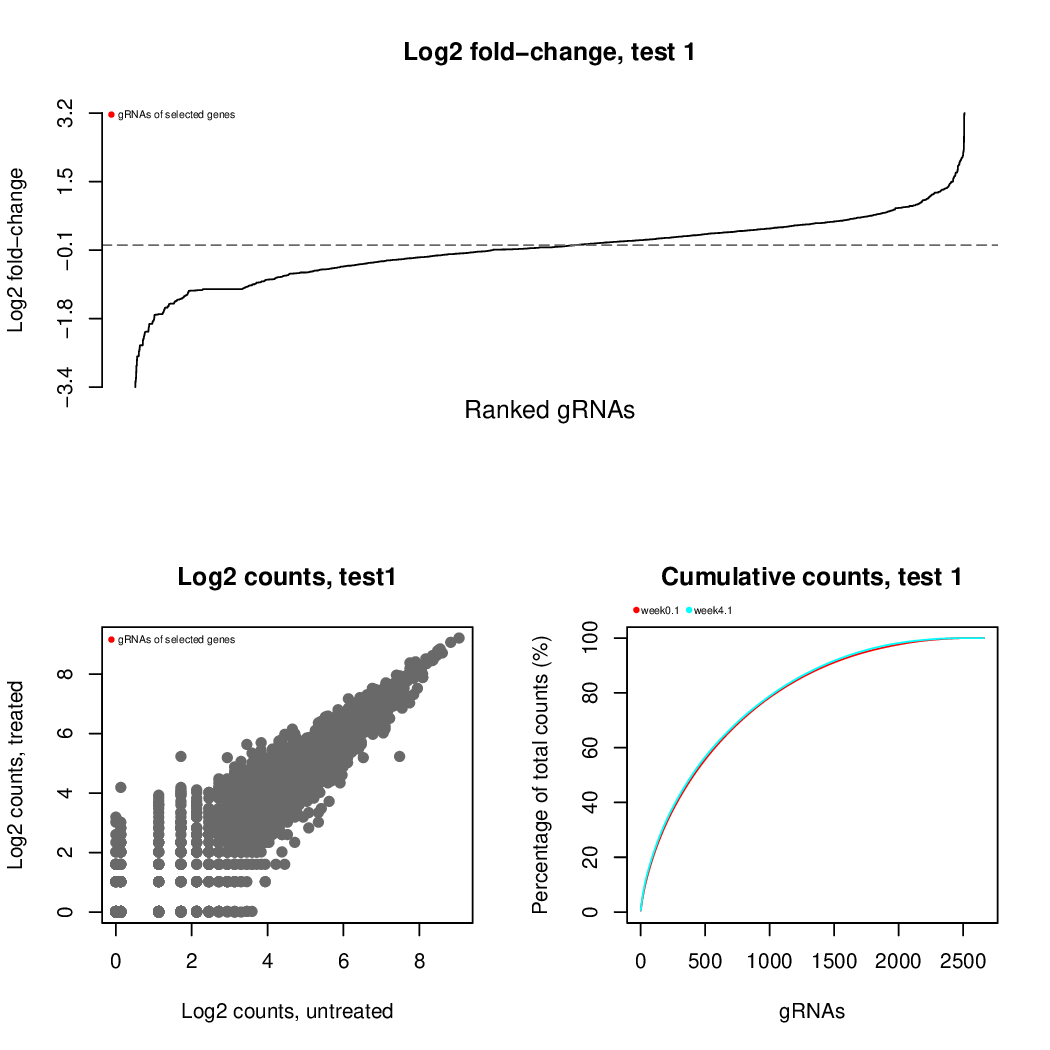 Log2 fold−change, test 1
gRNAs of selected genes
3.2
1.5
−0.1
−1.8
−3.4
Log2 fold−change
Ranked gRNAs
Log2 counts, test1
gRNAs of selected genes
8
6
4
2
0
Log2 counts, treated
0 2 4 6 8
Log2 counts, untreated
Cumulative counts, test 1
week0.1 week4.1
100
80
60
40
20
0
Percentage of total counts (%)
0 500 1000 1500 2000 2500
gRNAs